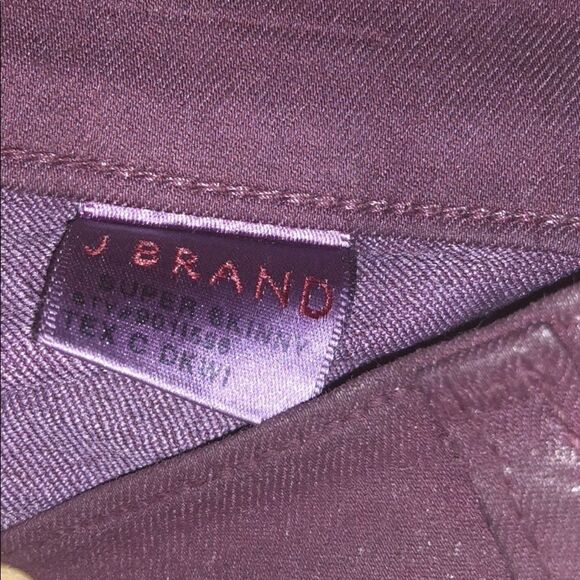 J BRAND
SUPER SKINNY
TEX C DKWI